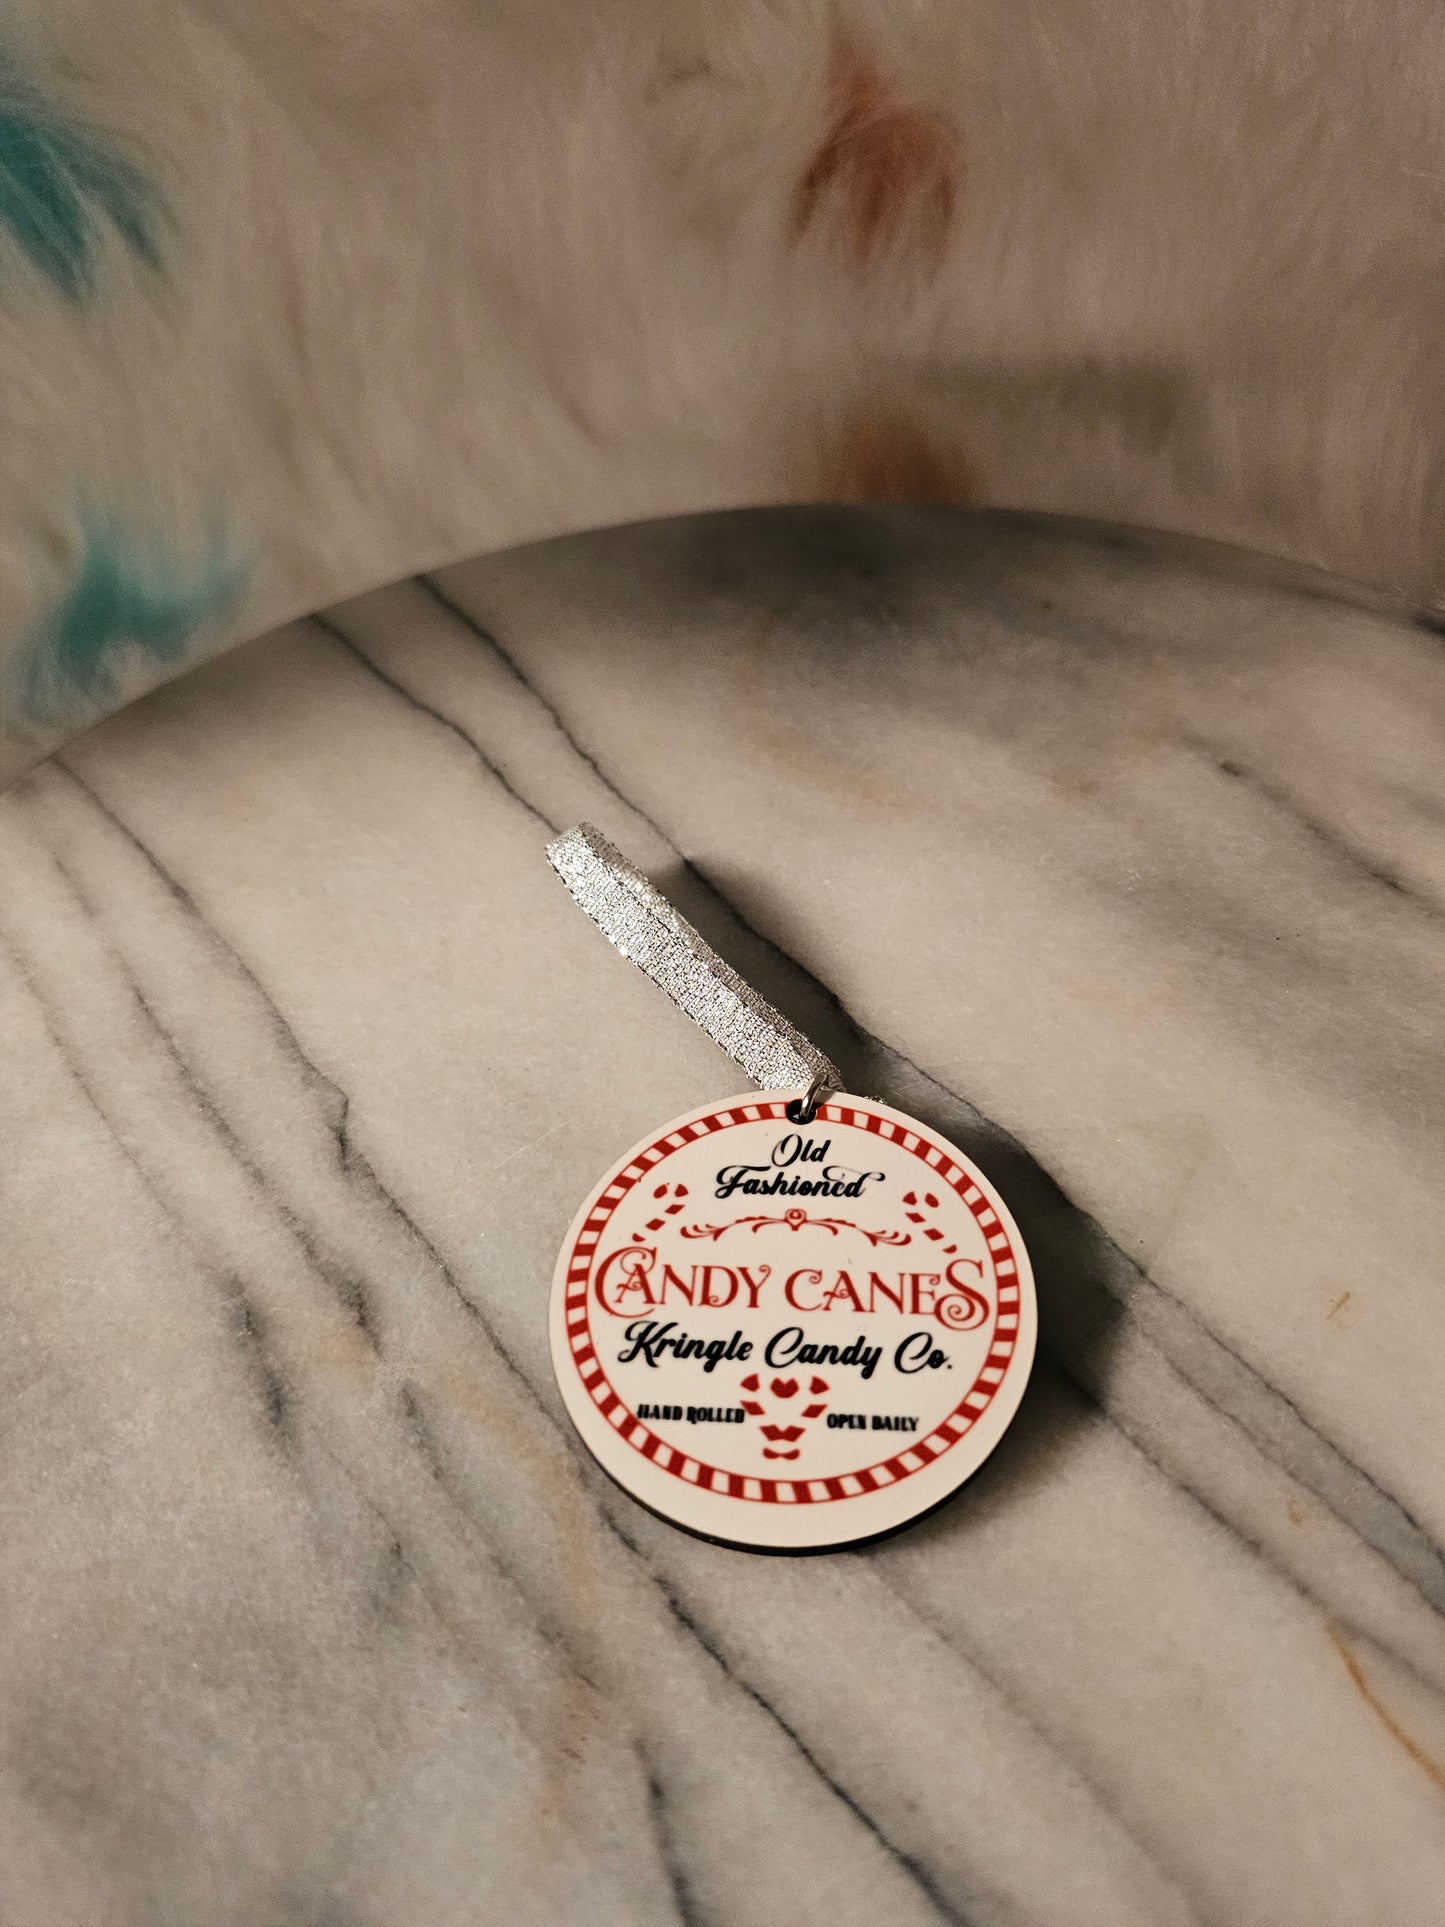 Old
Fashioned
CANDY CANES
Kringle Candy Co.
HAND ROLLED OPEN DAILY